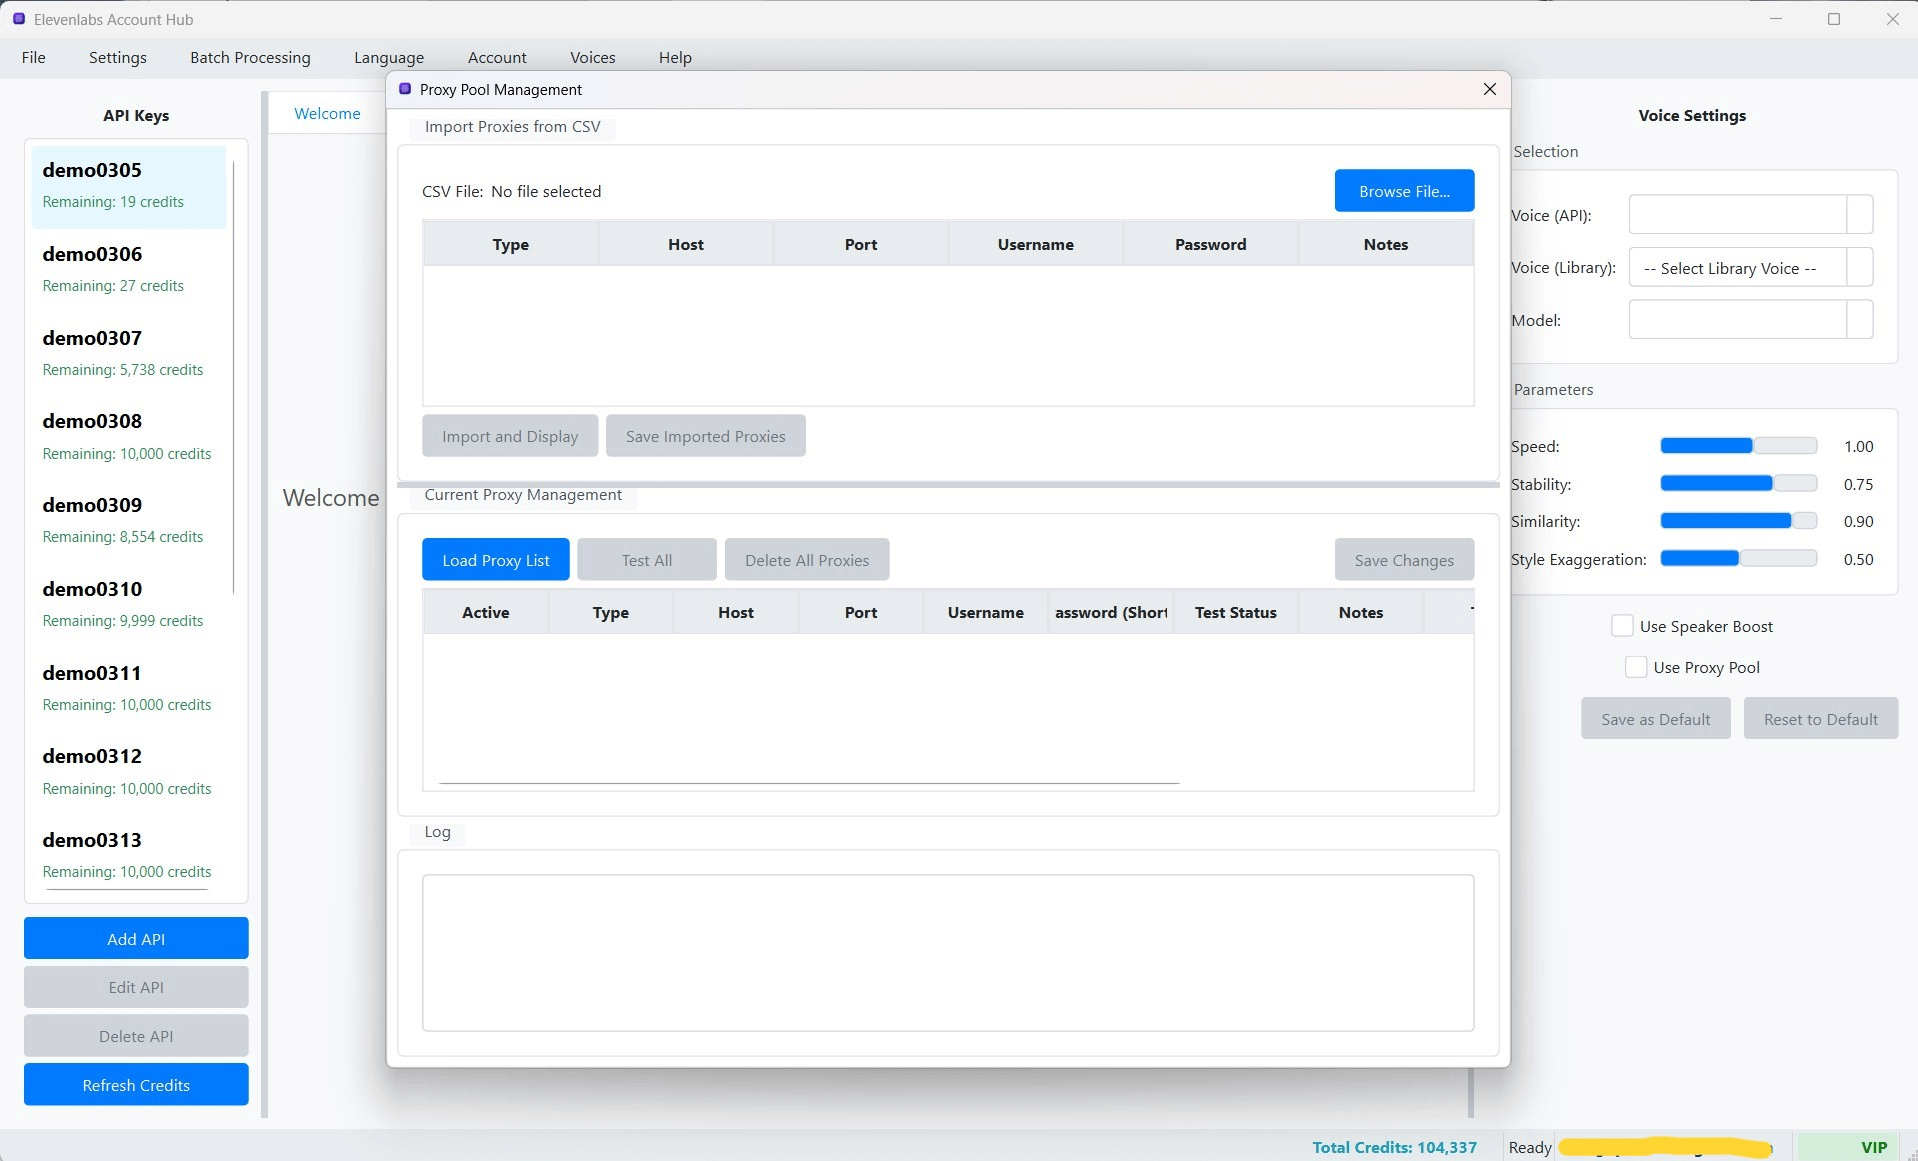 Elevenlabs Account Hub
File Settings Batch Processing Language Account Voices Help
API Keys
demo0305
Remaining: 19 credits
demo0306
Remaining: 27 credits
demo0307
Remaining: 5,738 credits
demo0308
Remaining: 10,000 credits
demo0309
Remaining: 8,554 credits
demo0310
Remaining: 9,999 credits
demo0311
Remaining: 10,000 credits
demo0312
Remaining: 10,000 credits
demo0313
Remaining: 10,000 credits
Add API
Edit API
Delete API
Refresh Credits
Welcome
Welcome
Proxy Pool Management
Import Proxies from CSV
CSV File: No file selected
Browse File...
Type Host Port Username Password Notes
Import and Display Save Imported Proxies
Current Proxy Management
Load Proxy List Test All Delete All Proxies Save Changes
Active Type Host Port Username assword (Short Test Status Notes
Log
Voice Settings
Selection
Voice (API):
Voice (Library): -- Select Library Voice --
Model:
Parameters
Speed: 1.00
Stability: 0.75
Similarity: 0.90
Style Exaggeration: 0.50
Use Speaker Boost
Use Proxy Pool
Save as Default Reset to Default
Total Credits: 104,337 Ready VIP